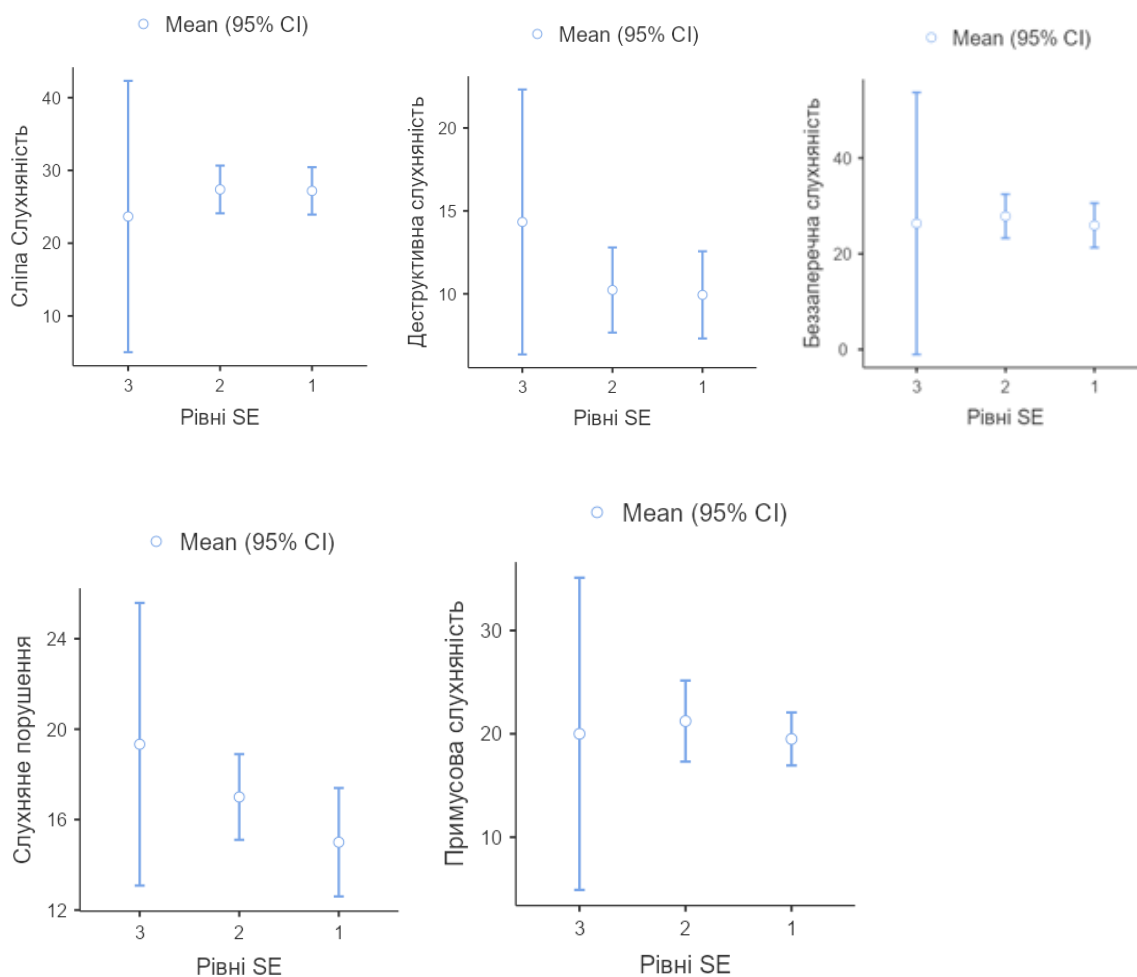 Mean (95% CI)
Сліпа Слухняність
40
30
20
10
3 2 1
Рівні SE
Mean (95% CI)
Деструктивна слухняність
20
15
10
3 2 1
Рівні SE
Mean (95% CI)
Беззаперечна слухняність
40
20
0
3 2 1
Рівні SE
Mean (95% CI)
Слухняне порушення
24
20
16
12
3 2 1
Рівні SE
Mean (95% CI)
Примусова слухняність
30
20
10
3 2 1
Рівні SE